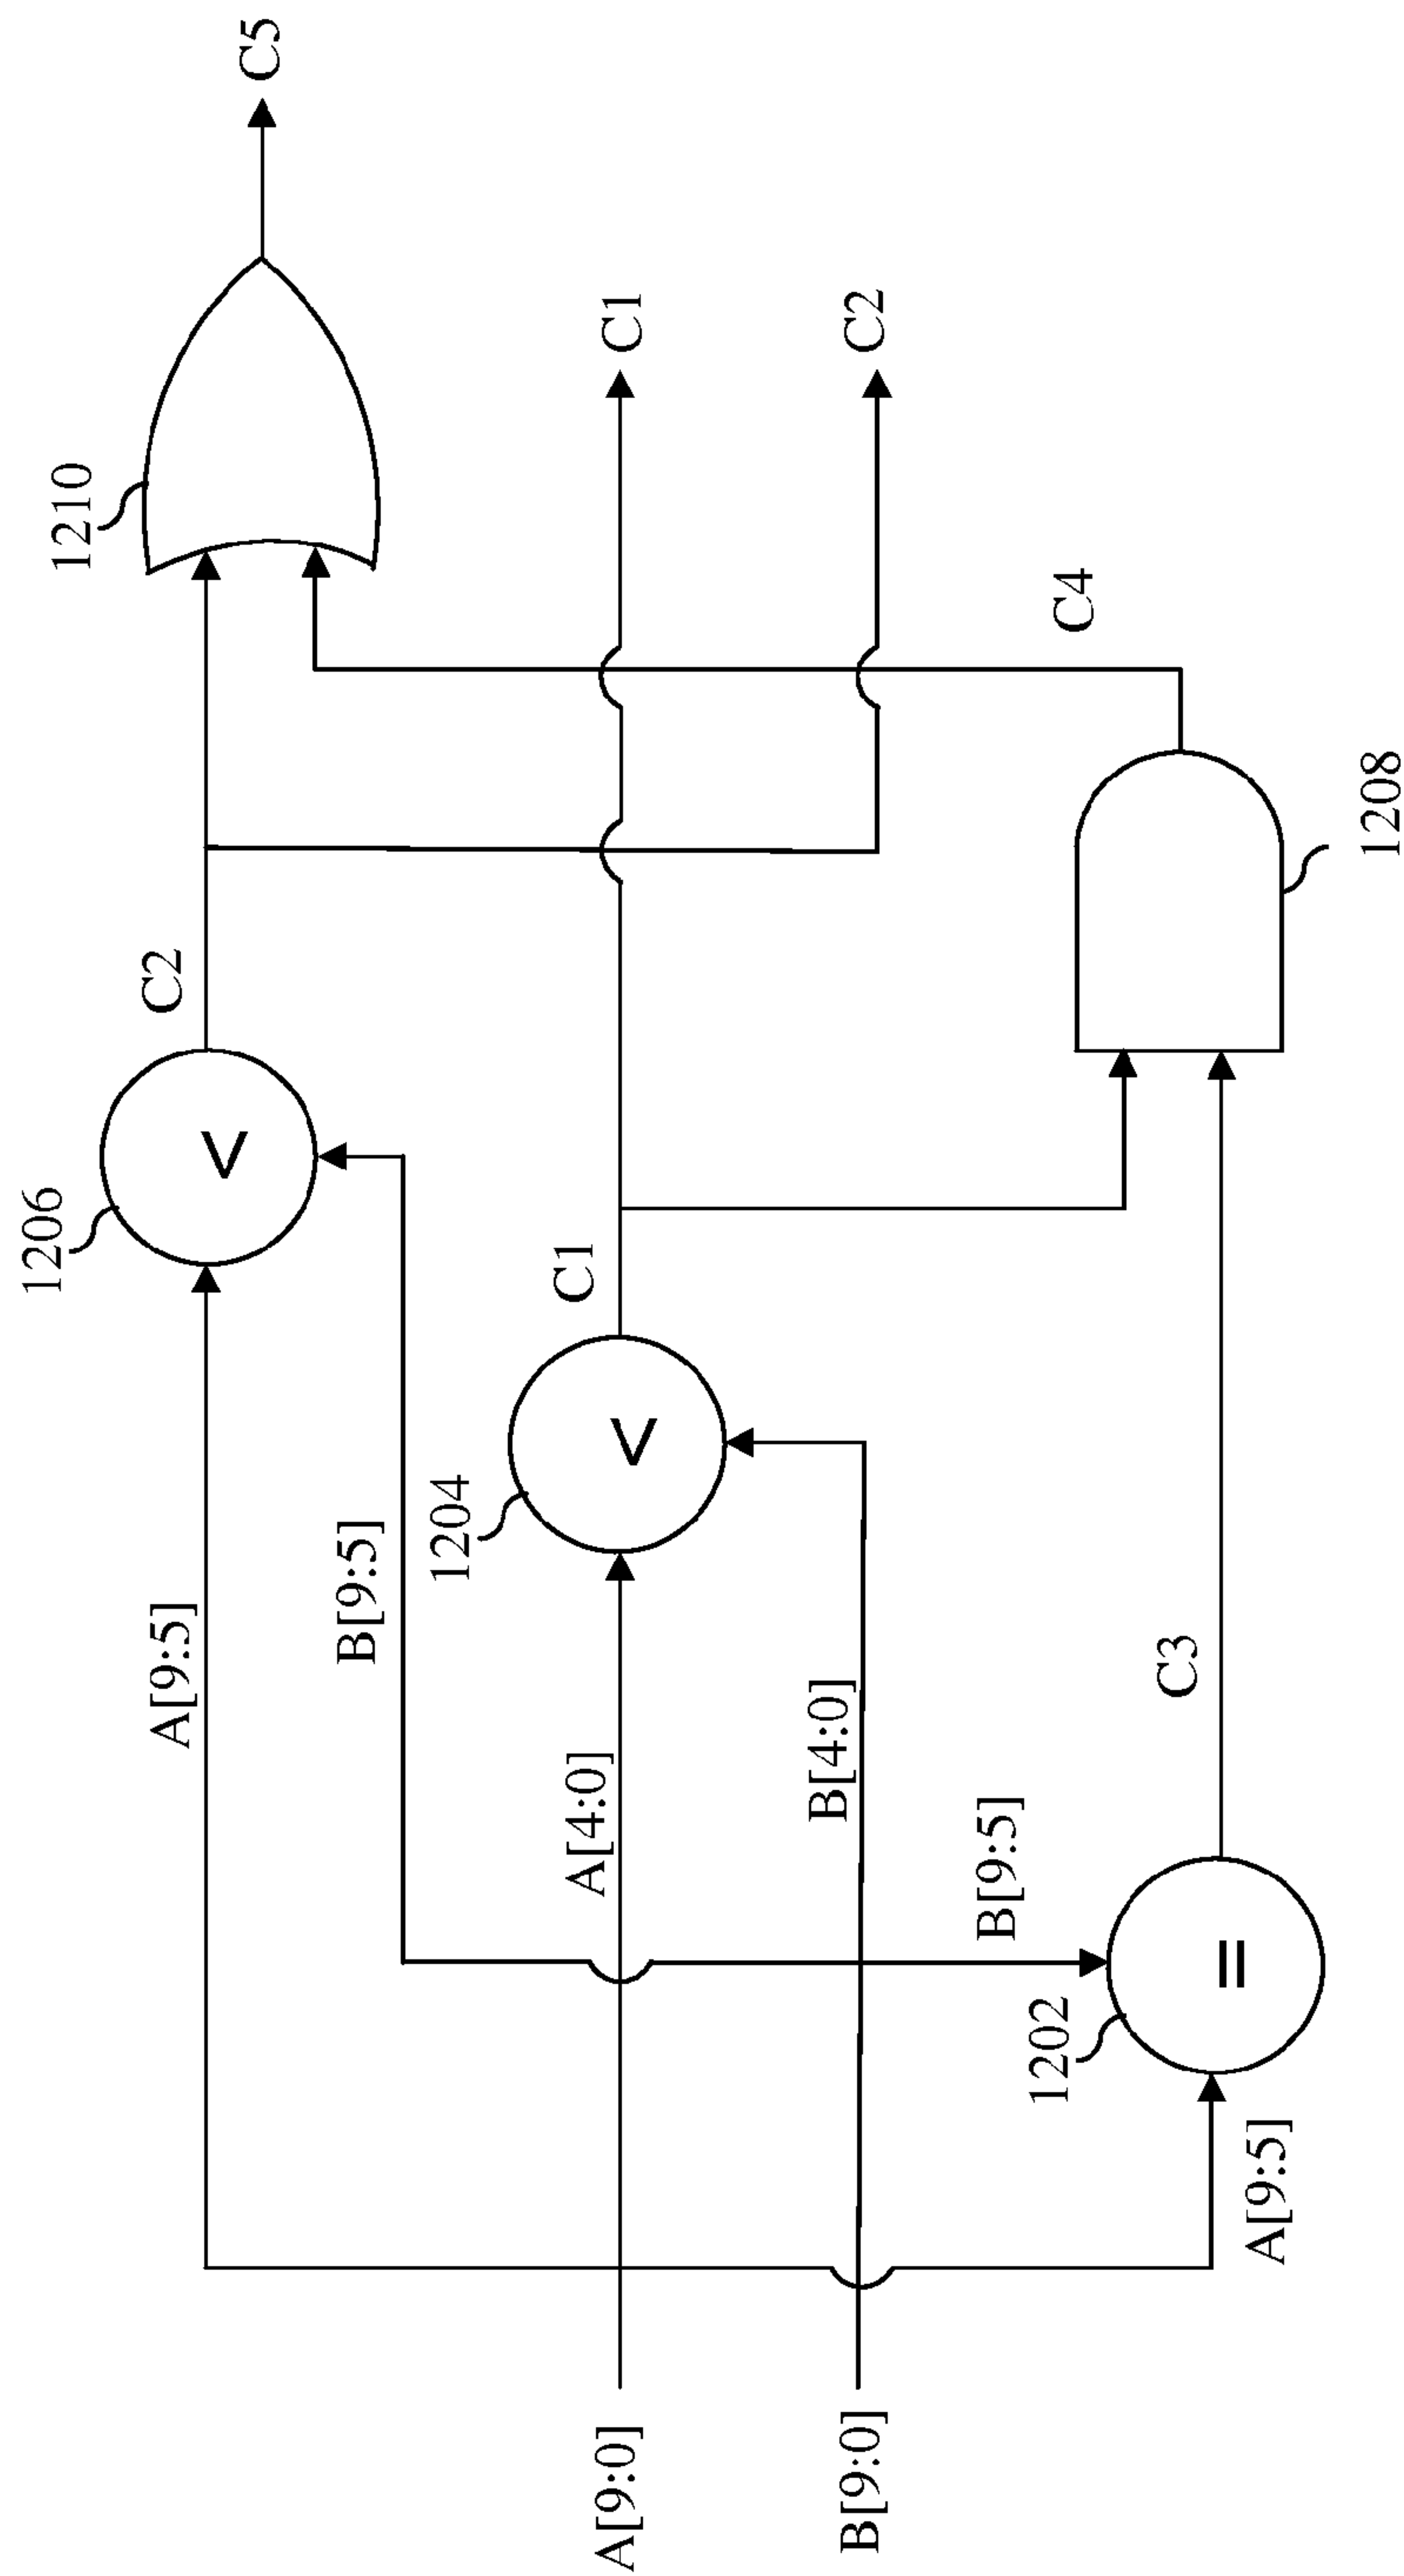 1206
1210
A[9:5]
C2
<
C5
B[9:5]
1204
C1
A[9:0]
A[4:0]
<
C1
B[9:0]
B[4:0]
C2
B[9:5]
1202
C4
C3
=
A[9:5]
1208